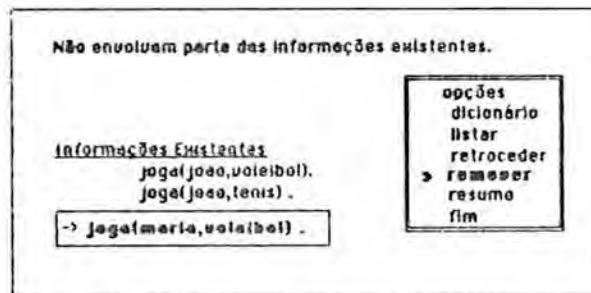 Não envolvam parte das informações existentes.
opções
dicionário
listar
retroceder
> remover
resumo
fim
Informações Existentes
joga(joao,voleibol).
joga(joao,tenis) .
-> joga(maria,voleibol) .